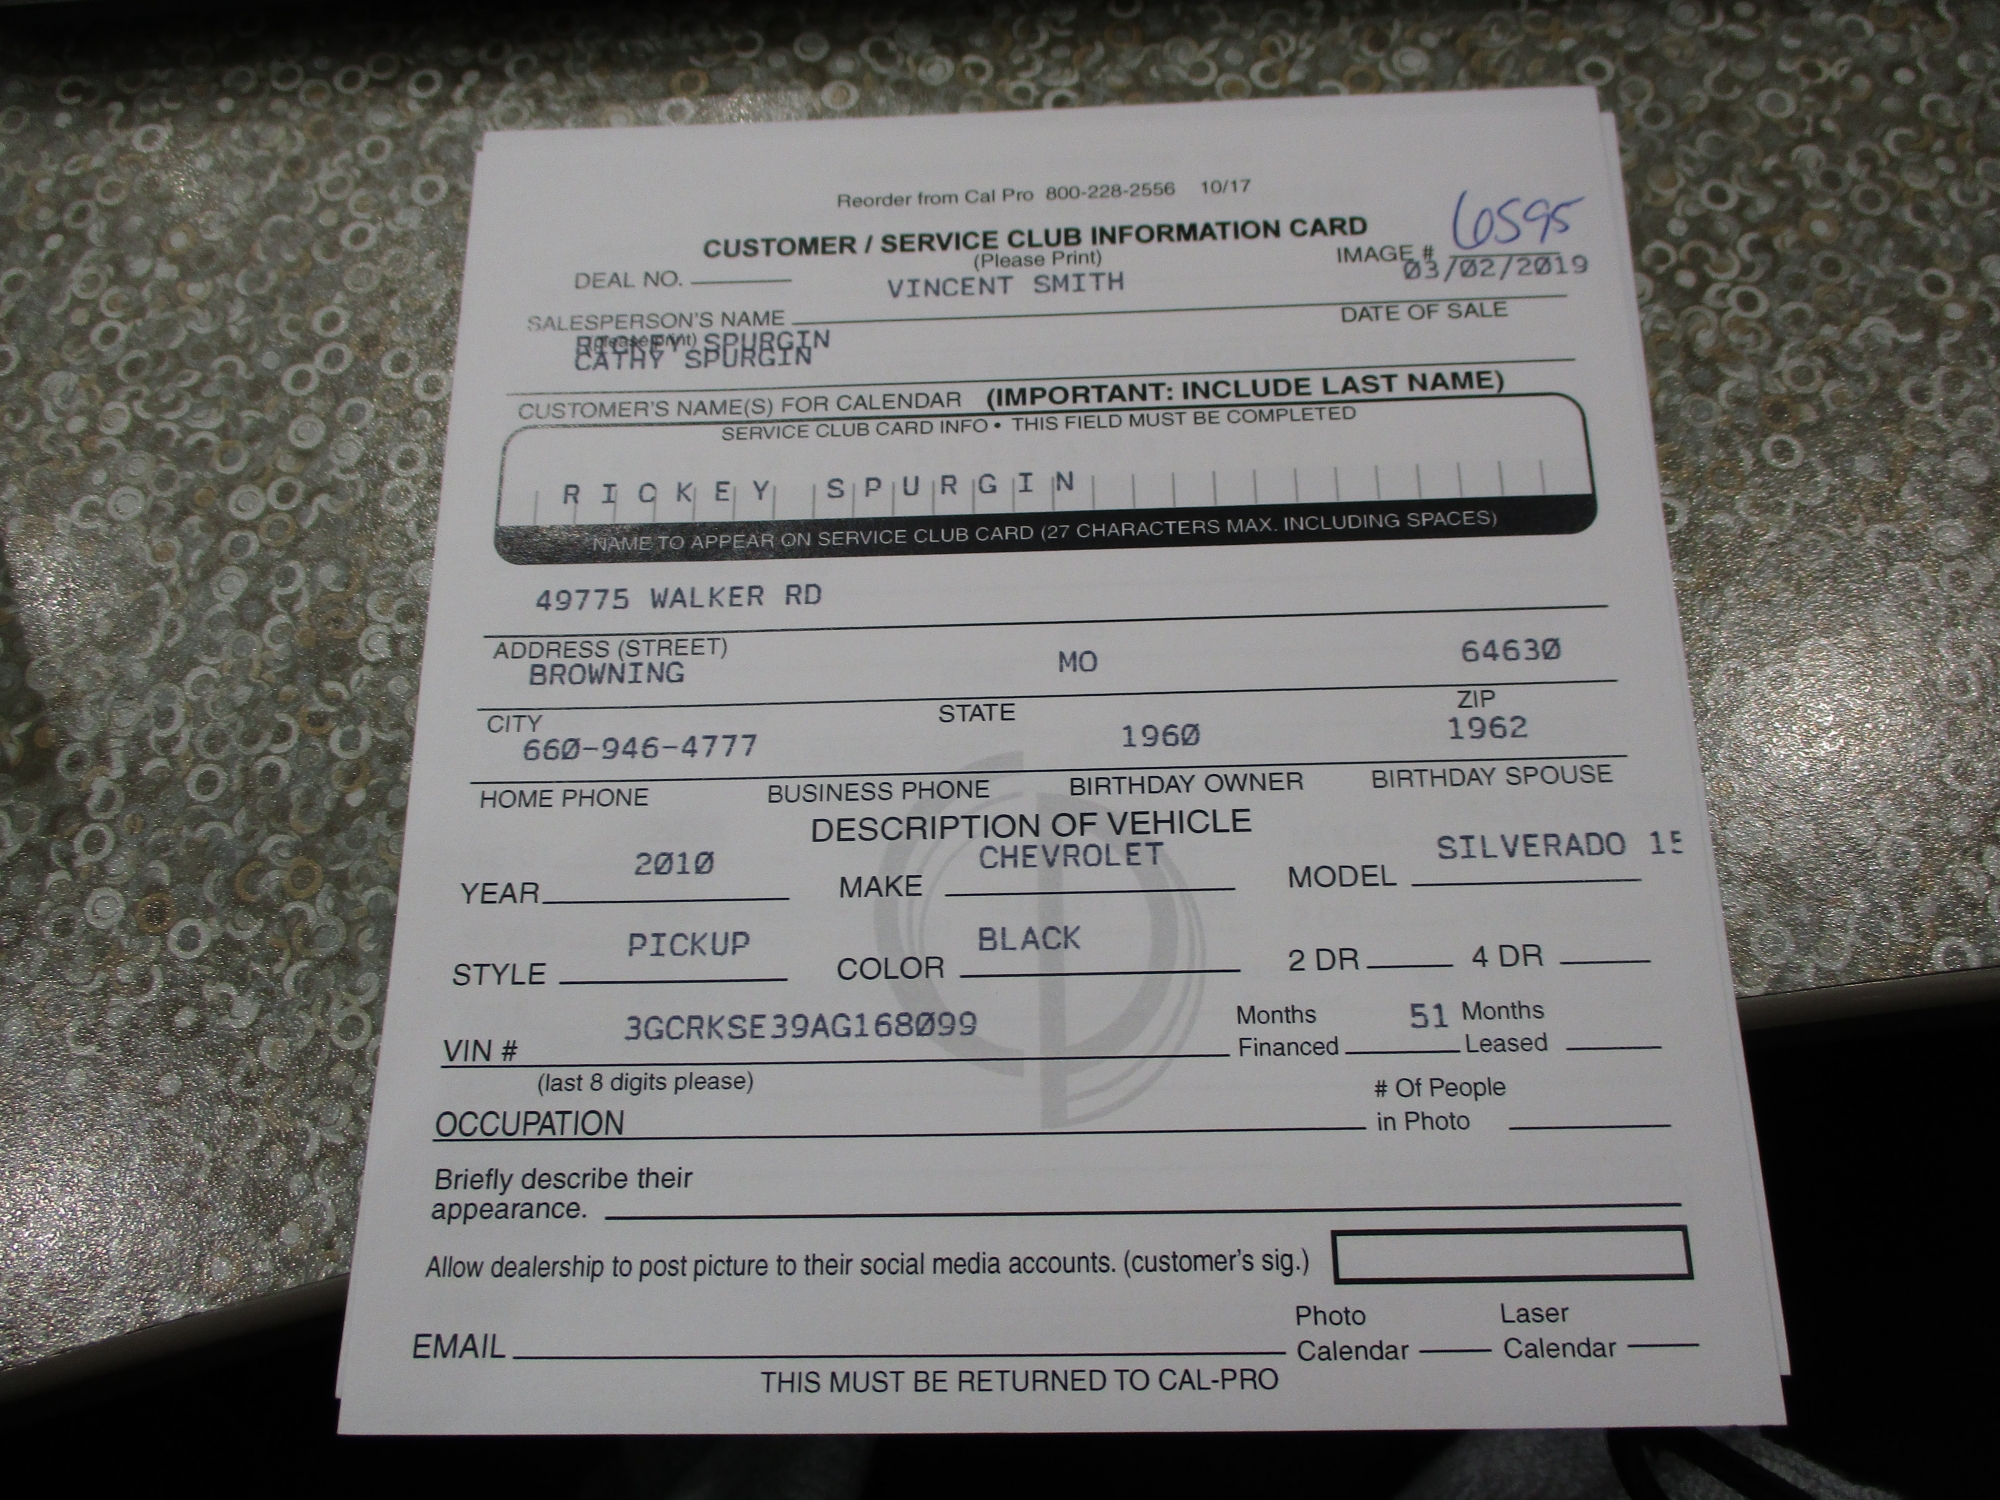 Reorder from Cal Pro 800-228-2556 10/17
CUSTOMER / SERVICE CLUB INFORMATION CARD
(Please Print)
6595
DEAL NO.
IMAGE #
VINCENT SMITH
03/02/2019
SALESPERSON'S NAME
DATE OF SALE
(please print)
RICKEY SPURGIN
CATHY SPURGIN
CUSTOMER'S NAME(S) FOR CALENDAR (IMPORTANT: INCLUDE LAST NAME)
SERVICE CLUB CARD INFO • THIS FIELD MUST BE COMPLETED
RICKEY SPURGIN
NAME TO APPEAR ON SERVICE CLUB CARD (27 CHARACTERS MAX. INCLUDING SPACES)
49775 WALKER RD
ADDRESS (STREET)
BROWNING MO 64630
CITY STATE ZIP
660-946-4777 1960 1962
HOME PHONE BUSINESS PHONE BIRTHDAY OWNER BIRTHDAY SPOUSE
DESCRIPTION OF VEHICLE
YEAR 2010 MAKE CHEVROLET MODEL SILVERADO 15
STYLE PICKUP COLOR BLACK 2 DR 4 DR
VIN # 3GCRKSE39AG168099 Months Financed 51 Months Leased
(last 8 digits please)
OCCUPATION # Of People in Photo
Briefly describe their
appearance.
Allow dealership to post picture to their social media accounts. (customer's sig.)
EMAIL Photo Calendar Laser Calendar
THIS MUST BE RETURNED TO CAL-PRO